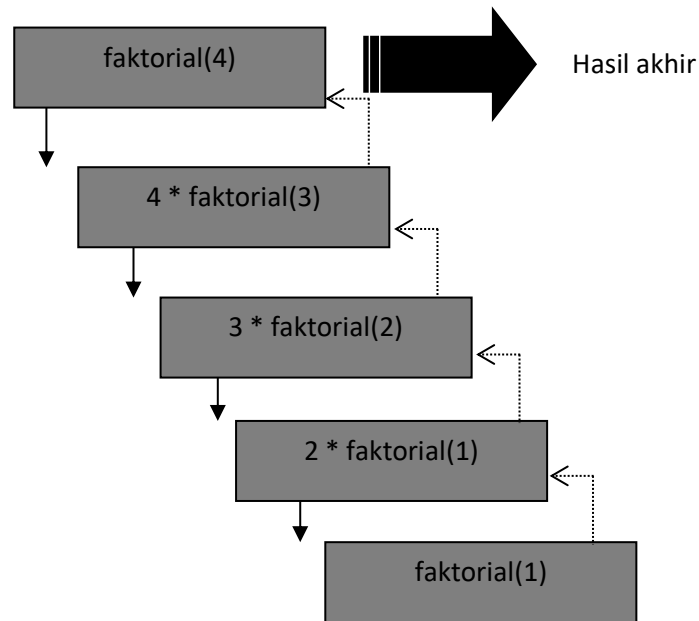 faktorial(4)
Hasil akhir
4 * faktorial(3)
3 * faktorial(2)
2 * faktorial(1)
faktorial(1)